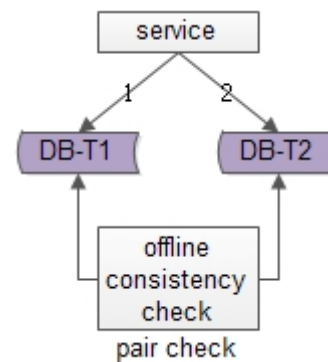 service
1
2
DB-T1
DB-T2
offline
consistency
check
pair check